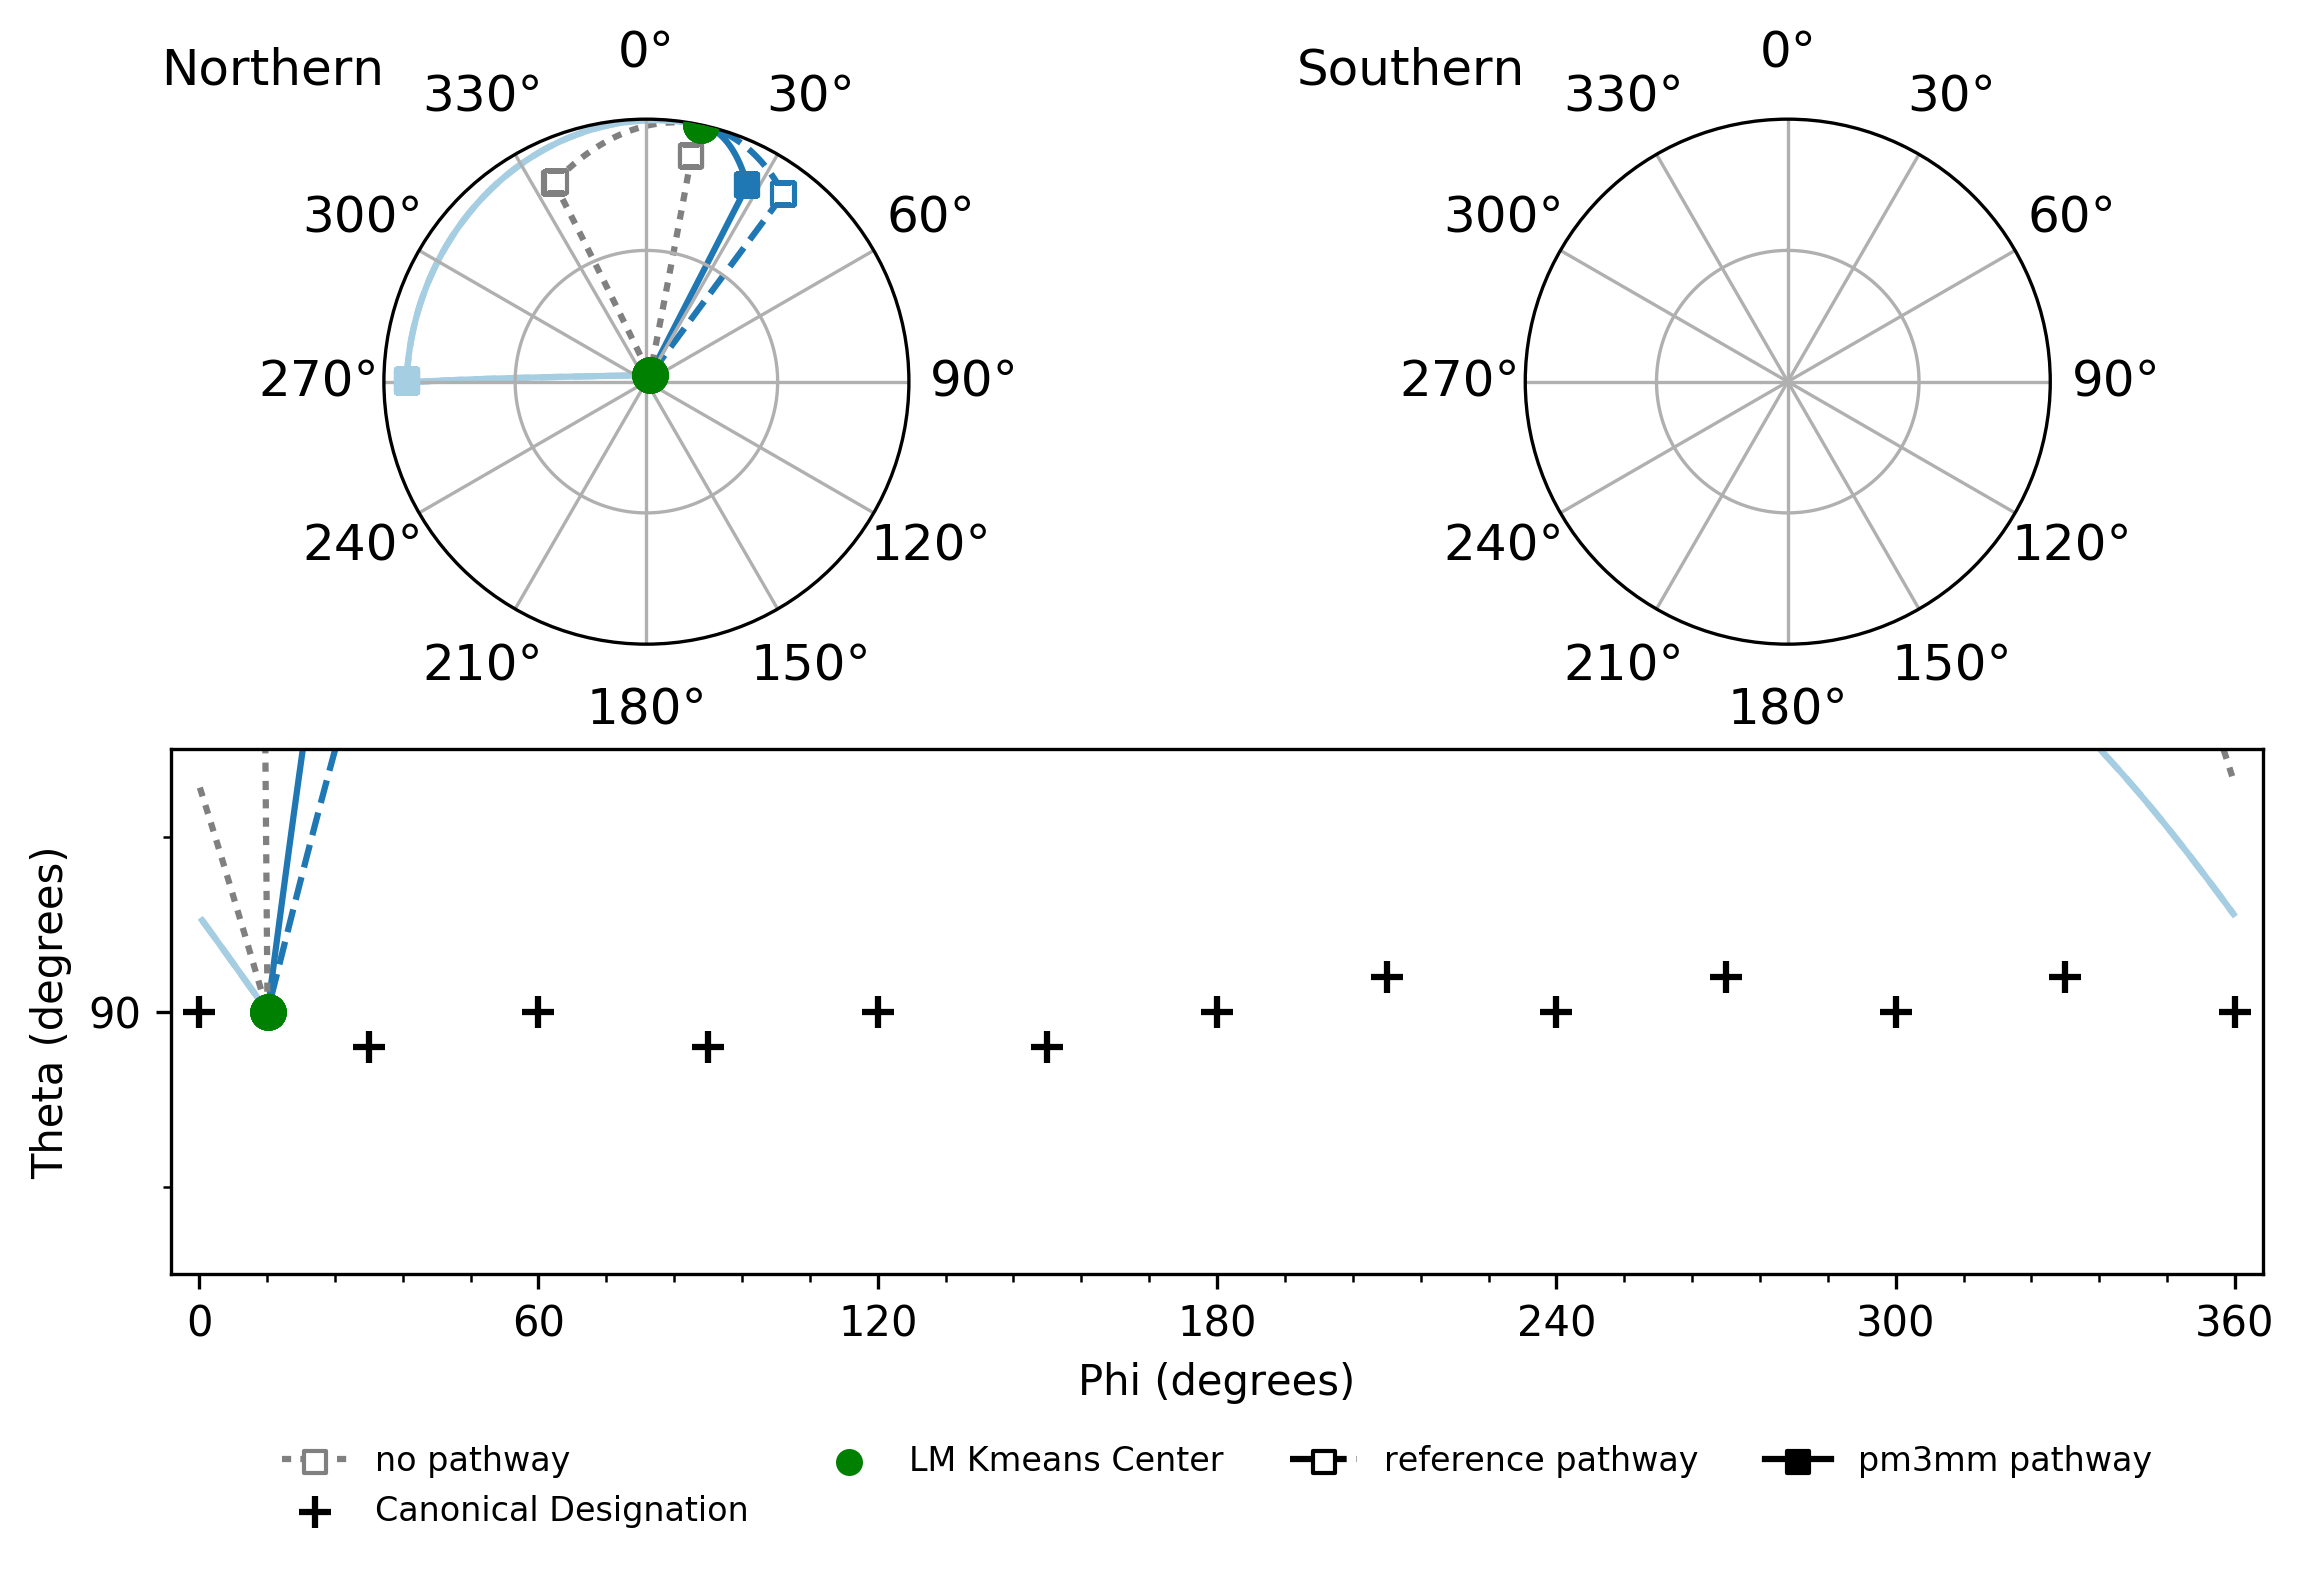 Northern
0°
30°
60°
90°
120°
150°
180°
210°
240°
270°
300°
330°
Southern
0°
30°
60°
90°
120°
150°
180°
210°
240°
270°
300°
330°
Theta (degrees)
90
0 60 120 180 240 300 360
Phi (degrees)
no pathway
Canonical Designation
LM Kmeans Center
reference pathway
pm3mm pathway